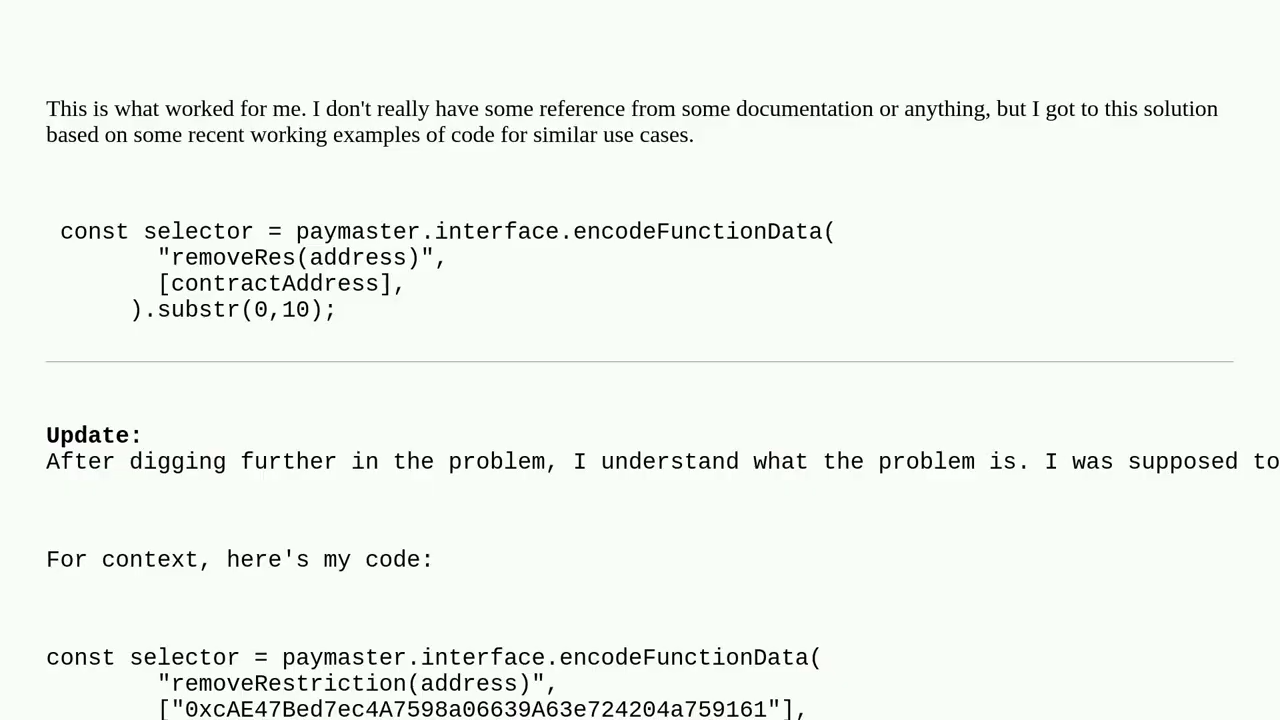 This is what worked for me. I don't really have some reference from some documentation or anything, but I got to this solution
based on some recent working examples of code for similar use cases.
const selector = paymaster.interface.encodeFunctionData(
"removeRes(address)",
[contractAddress],
).substr(0,10);
Update:
After digging further in the problem, I understand what the problem is. I was supposed to
For context, here's my code:
const selector = paymaster.interface.encodeFunctionData(
"removeRestriction(address)",
["0xcAE47Bed7ec4A7598a06639A63e724204a759161"],